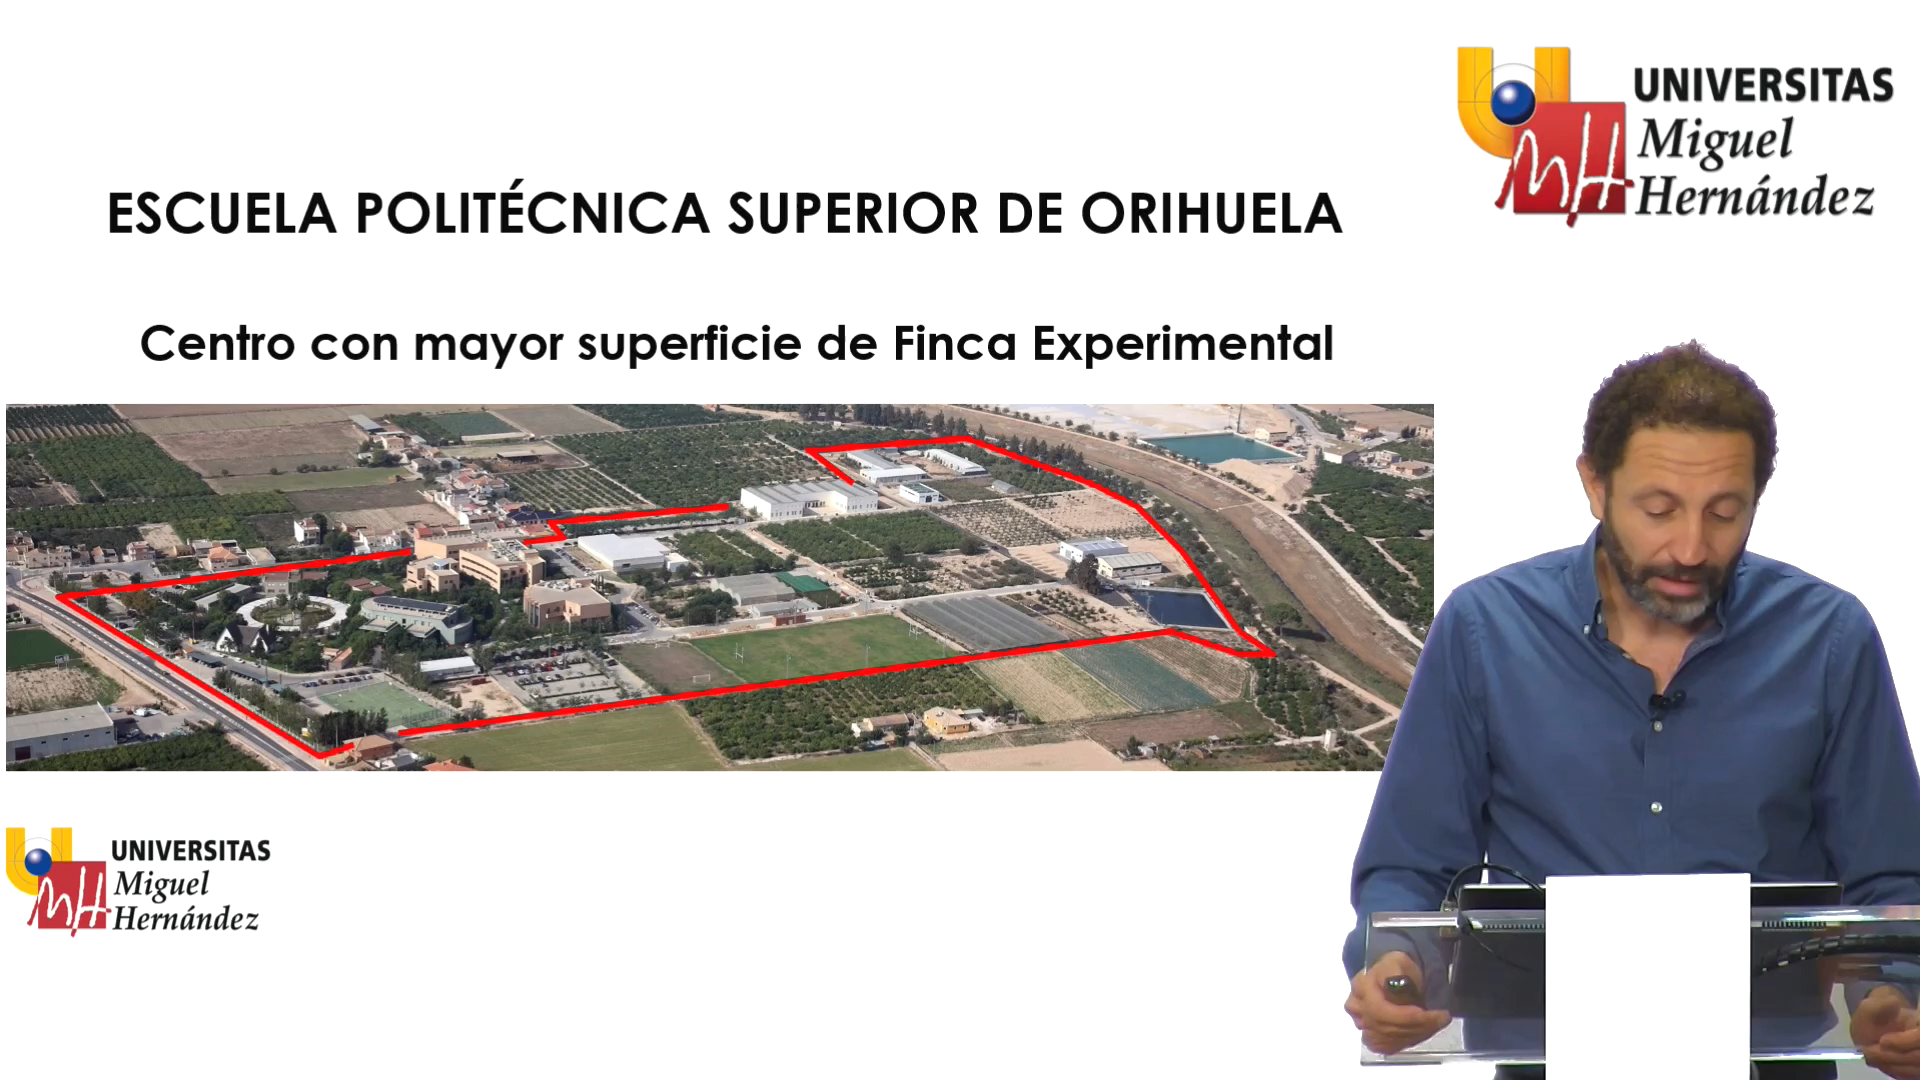 UNIVERSITAS
Miguel
Hernández
ESCUELA POLITÉCNICA SUPERIOR DE ORIHUELA
Centro con mayor superficie de Finca Experimental
UNIVERSITAS
Miguel
Hernández